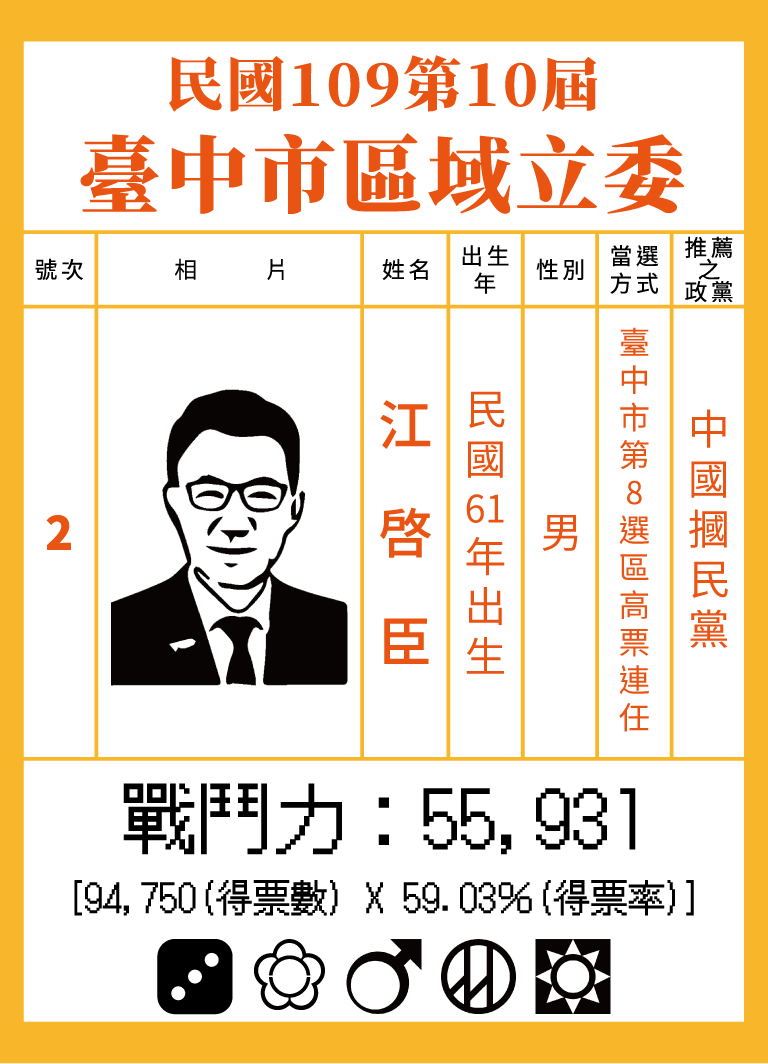 民國109第10屆
臺中市區域立委
號次
相 片
姓名
出生
年
性別
當選
方式
推薦
之
政黨
2
江啓臣
民國61年出生
男
臺中市第8選區高票連任
中國摑民黨
戰鬥力：55,931
[94,750(得票數) X 59.03%(得票率)]